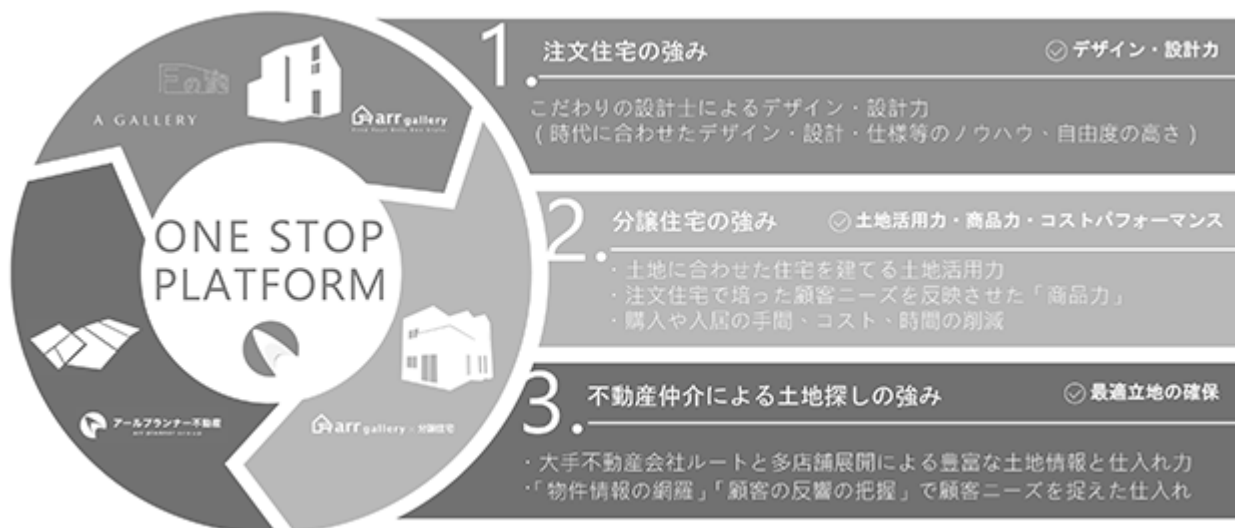 Fの家
A GALLERY
arr gallery
Find Your Only One Style.
ONE STOP
PLATFORM
アールプランナー不動産
arr gallery × 分譲住宅
1.
注文住宅の強み
デザイン・設計力
こだわりの設計士によるデザイン・設計力
(時代に合わせたデザイン・設計・仕様等のノウハウ、自由度の高さ)
2.
分譲住宅の強み
土地活用力・商品力・コストパフォーマンス
・土地に合わせた住宅を建てる土地活用力
・注文住宅で培った顧客ニーズを反映させた「商品力」
・購入や入居の手間、コスト、時間の削減
3.
不動産仲介による土地探しの強み
最適立地の確保
・大手不動産会社ルートと多店舗展開による豊富な土地情報と仕入れ力
・「物件情報の網羅」「顧客の反響の把握」で顧客ニーズを捉えた仕入れ